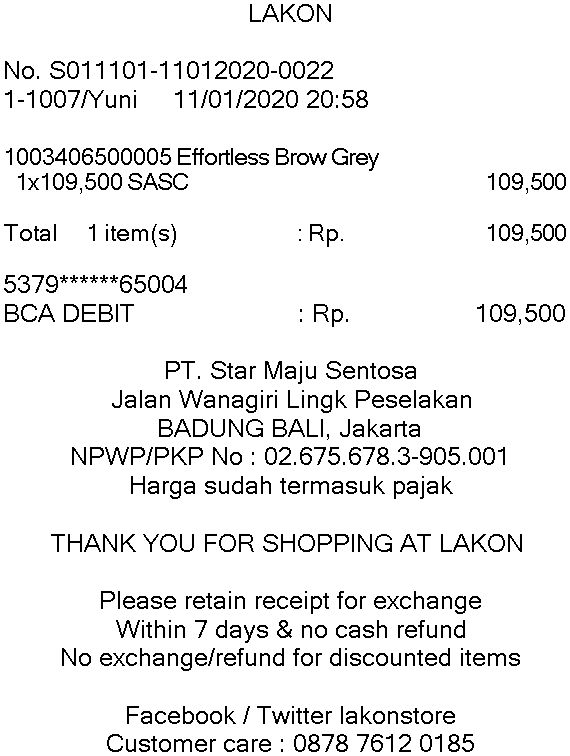 LAKON
No. S011101-11012020-0022
1-1007/Yuni 11/01/2020 20:58
1003406500005 Effortless Brow Grey
1x109,500 SASC 109,500
Total 1 item(s) : Rp. 109,500
5379******65004
BCA DEBIT : Rp. 109,500
PT. Star Maju Sentosa
Jalan Wanagiri Lingk Peselakan
BADUNG BALI, Jakarta
NPWP/PKP No : 02.675.678.3-905.001
Harga sudah termasuk pajak
THANK YOU FOR SHOPPING AT LAKON
Please retain receipt for exchange
Within 7 days & no cash refund
No exchange/refund for discounted items
Facebook / Twitter lakonstore
Customer care : 0878 7612 0185